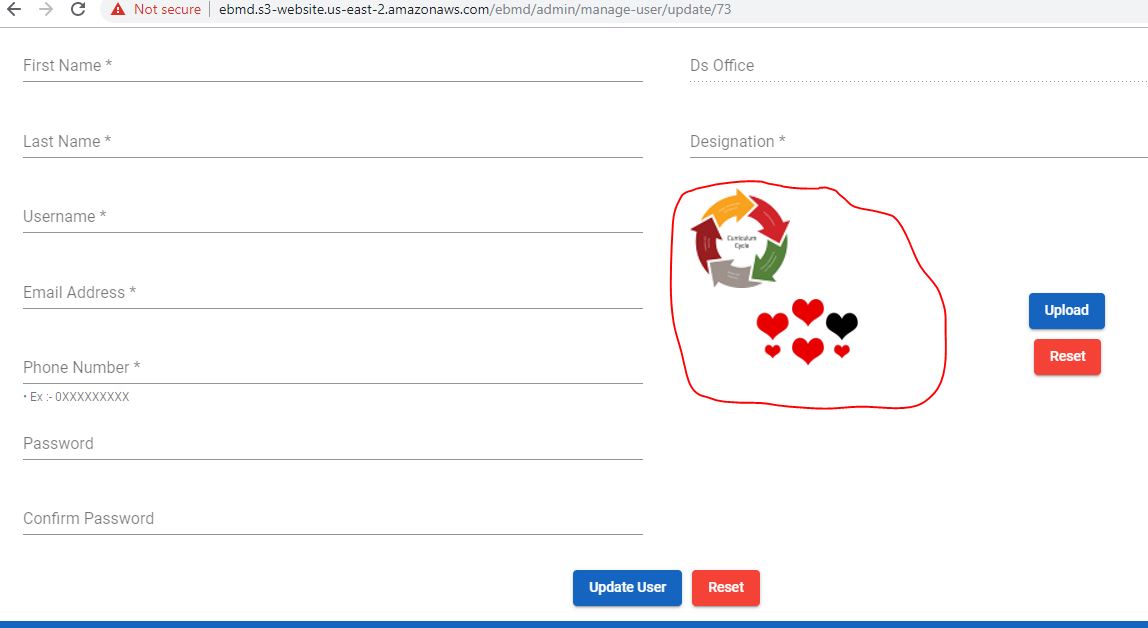 Not secure | ebmd.s3-website.us-east-2.amazonaws.com/ebmd/admin/manage-user/update/73
First Name *
Ds Office
Last Name *
Designation *
Username *
Curriculum
Cycle
Email Address *
Upload
Reset
Phone Number *
• Ex :- 0XXXXXXXXX
Password
Confirm Password
Update User
Reset